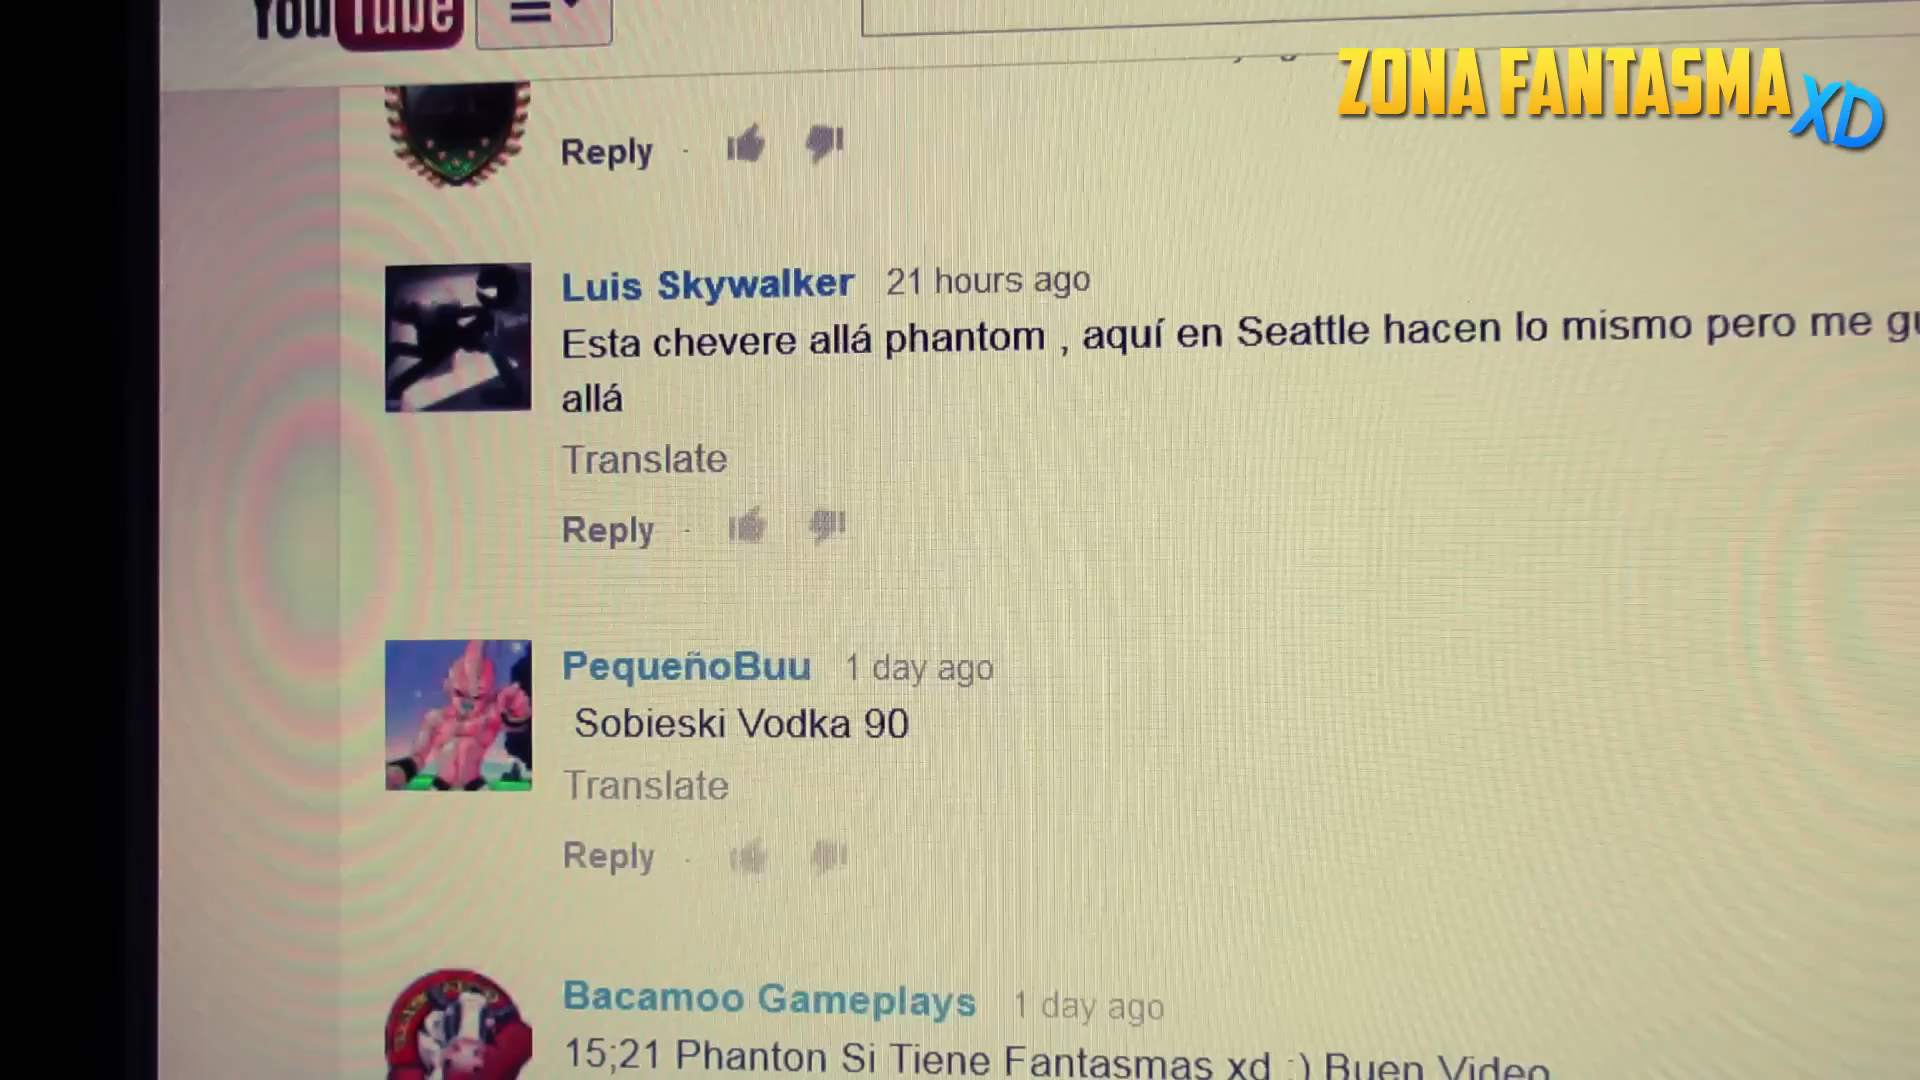 YouTube
ZONA FANTASMA XD
Reply
Luis Skywalker 21 hours ago
Esta chevere allá phantom , aquí en Seattle hacen lo mismo pero me
allá
Translate
Reply
PequeñoBuu 1 day ago
Sobieski Vodka 90
Translate
Reply
Bacamoo Gameplays 1 day ago
15;21 Phanton Si Tiene Fantasmas xd :) Buen Video